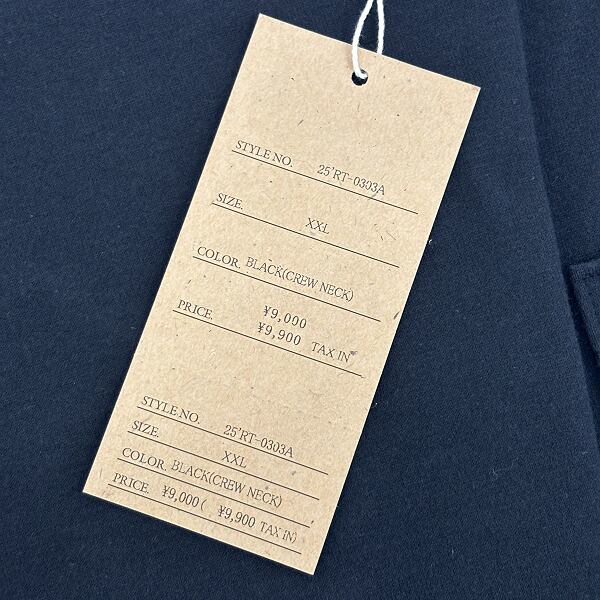 STYLE NO. 25'RT-0303A
SIZE. XXL
COLOR. BLACK(CREW NECK)
PRICE. ¥9,000
¥9,900 TAX IN
STYLE NO. 25'RT-0303A
SIZE. XXL
COLOR. BLACK(CREW NECK)
PRICE. ¥9,000( ¥9,900 TAX IN)